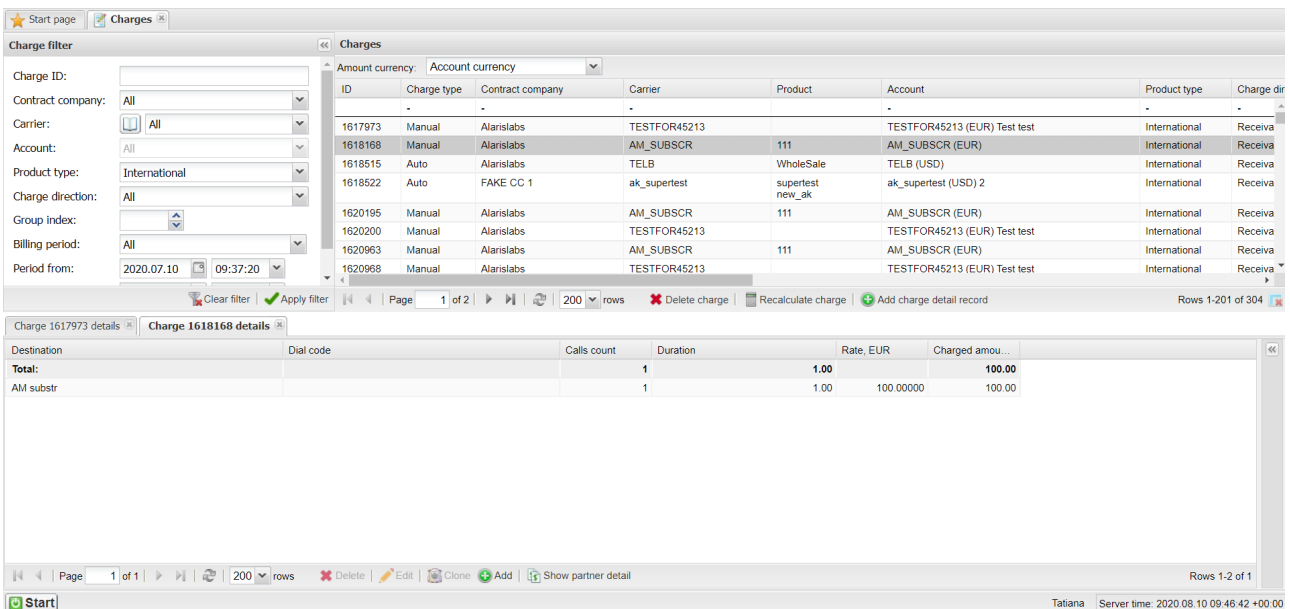 Start page Charges
Charge filter
Charge ID:
Contract company: All
Carrier: All
Account: All
Product type: International
Charge direction: All
Group index:
Billing period: All
Period from: 2020.07.10 09:37:20
Clear filter Apply filter
Charges
Amount currency: Account currency
ID Charge type Contract company Carrier Product Account Product type Charge dir
- - - - - -
1617973 Manual Alarislabs TESTFOR45213 TESTFOR45213 (EUR) Test test International Receiva
1618168 Manual Alarislabs AM_SUBSCR 111 AM_SUBSCR (EUR) International Receiva
1618515 Auto Alarislabs TELB WholeSale TELB (USD) International Receiva
1618522 Auto FAKE CC 1 ak_supertest supertest ak_supertest (USD) 2 International Receiva
new_ak
1620195 Manual Alarislabs AM_SUBSCR 111 AM_SUBSCR (EUR) International Receiva
1620200 Manual Alarislabs TESTFOR45213 TESTFOR45213 (EUR) Test test International Receiva
1620963 Manual Alarislabs AM_SUBSCR 111 AM_SUBSCR (EUR) International Receiva
1620968 Manual Alarislabs TESTFOR45213 TESTFOR45213 (EUR) Test test International Receiva
Page 1 of 2 200 rows Delete charge Recalculate charge Add charge detail record Rows 1-201 of 304
Charge 1617973 details Charge 1618168 details
Destination Dial code Calls count Duration Rate, EUR Charged amou...
Total: 1 1.00 100.00
AM substr 1 1.00 100.00000 100.00
Page 1 of 1 200 rows Delete Edit Clone Add Show partner detail Rows 1-2 of 1
Start Tatiana Server time: 2020.08.10 09:46:42 +00:00